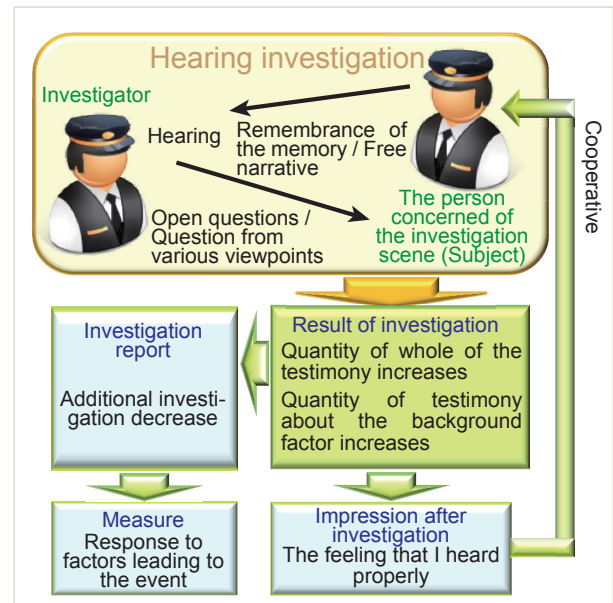 Hearing investigation
Investigator
Hearing
Remembrance of
the memory / Free
narrative
Open questions /
Question from
various viewpoints
The person
concerned of
the investigation
scene (Subject)
Cooperative
Investigation
report
Additional investi-
gation decrease
Result of investigation
Quantity of whole of the
testimony increases
Quantity of testimony
about the background
factor increases
Measure
Response to
factors leading to
the event
Impression after
investigation
The feeling that I heard
properly